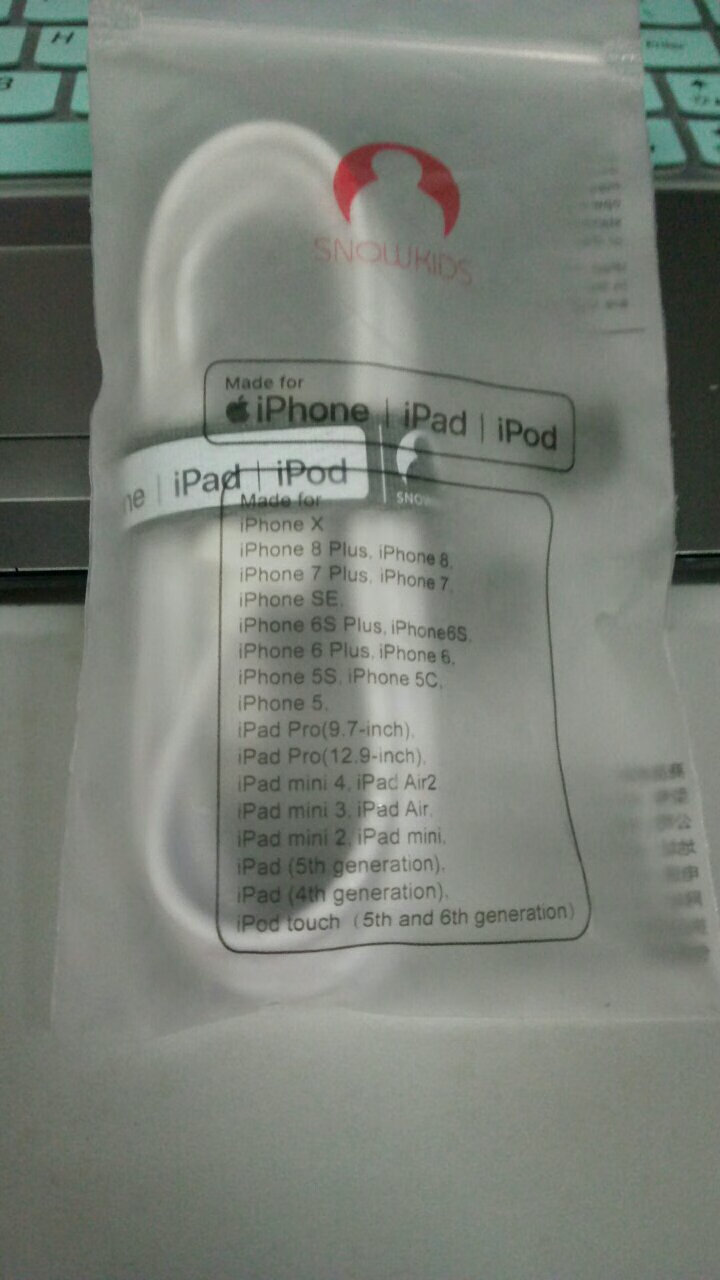 H
Enter
SNOWKIDS
Made for
iPhone | iPad | iPod
iPad | iPod
SNOW
Made for
iPhone X
iPhone 8 Plus, iPhone 8,
iPhone 7 Plus, iPhone 7,
iPhone SE,
iPhone 6S Plus, iPhone6S,
iPhone 6 Plus, iPhone 6,
iPhone 5S, iPhone 5C,
iPhone 5,
iPad Pro(9.7-inch),
iPad Pro(12.9-inch),
iPad mini 4, iPad Air2
iPad mini 3, iPad Air,
iPad mini 2, iPad mini,
iPad (5th generation),
iPad (4th generation),
iPod touch (5th and 6th generation)